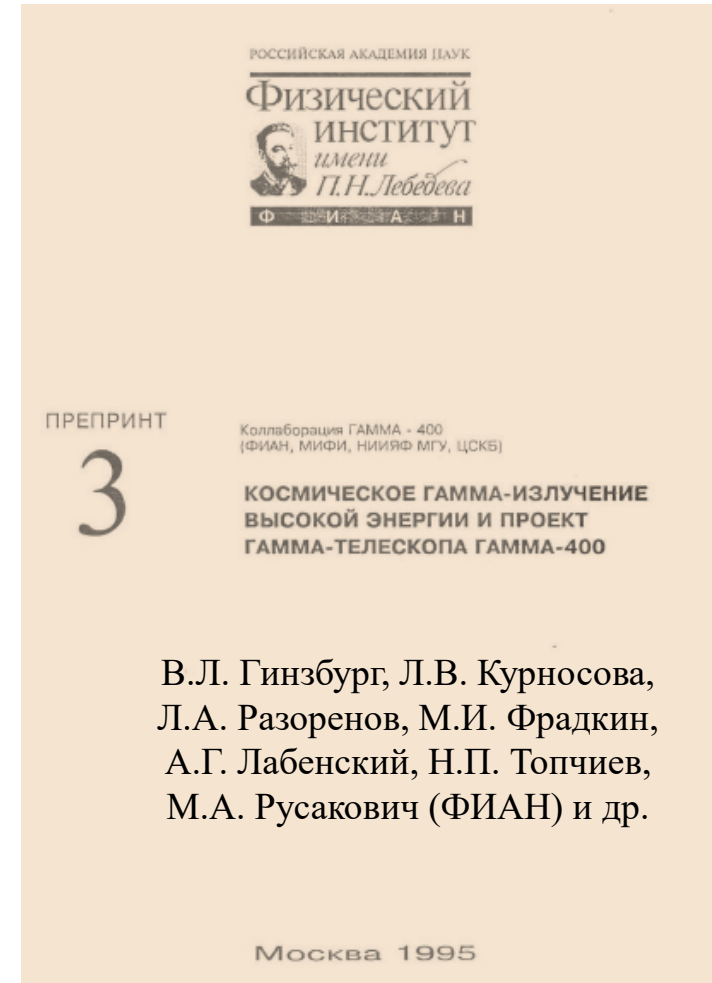 РОССИЙСКАЯ АКАДЕМИЯ НАУК
Физический
ИНСТИТУТ
имени
П.Н.Лебедева
Ф И А Н
ПРЕПРИНТ
3
Коллаборация ГАММА - 400
(ФИАН, МИФИ, НИИЯФ МГУ, ЦСКБ)
КОСМИЧЕСКОЕ ГАММА-ИЗЛУЧЕНИЕ
ВЫСОКОЙ ЭНЕРГИИ И ПРОЕКТ
ГАММА-ТЕЛЕСКОПА ГАММА-400
В.Л. Гинзбург, Л.В. Курносова,
Л.А. Разоренов, М.И. Фрадкин,
А.Г. Лабенский, Н.П. Топчиев,
М.А. Русакович (ФИАН) и др.
Москва 1995